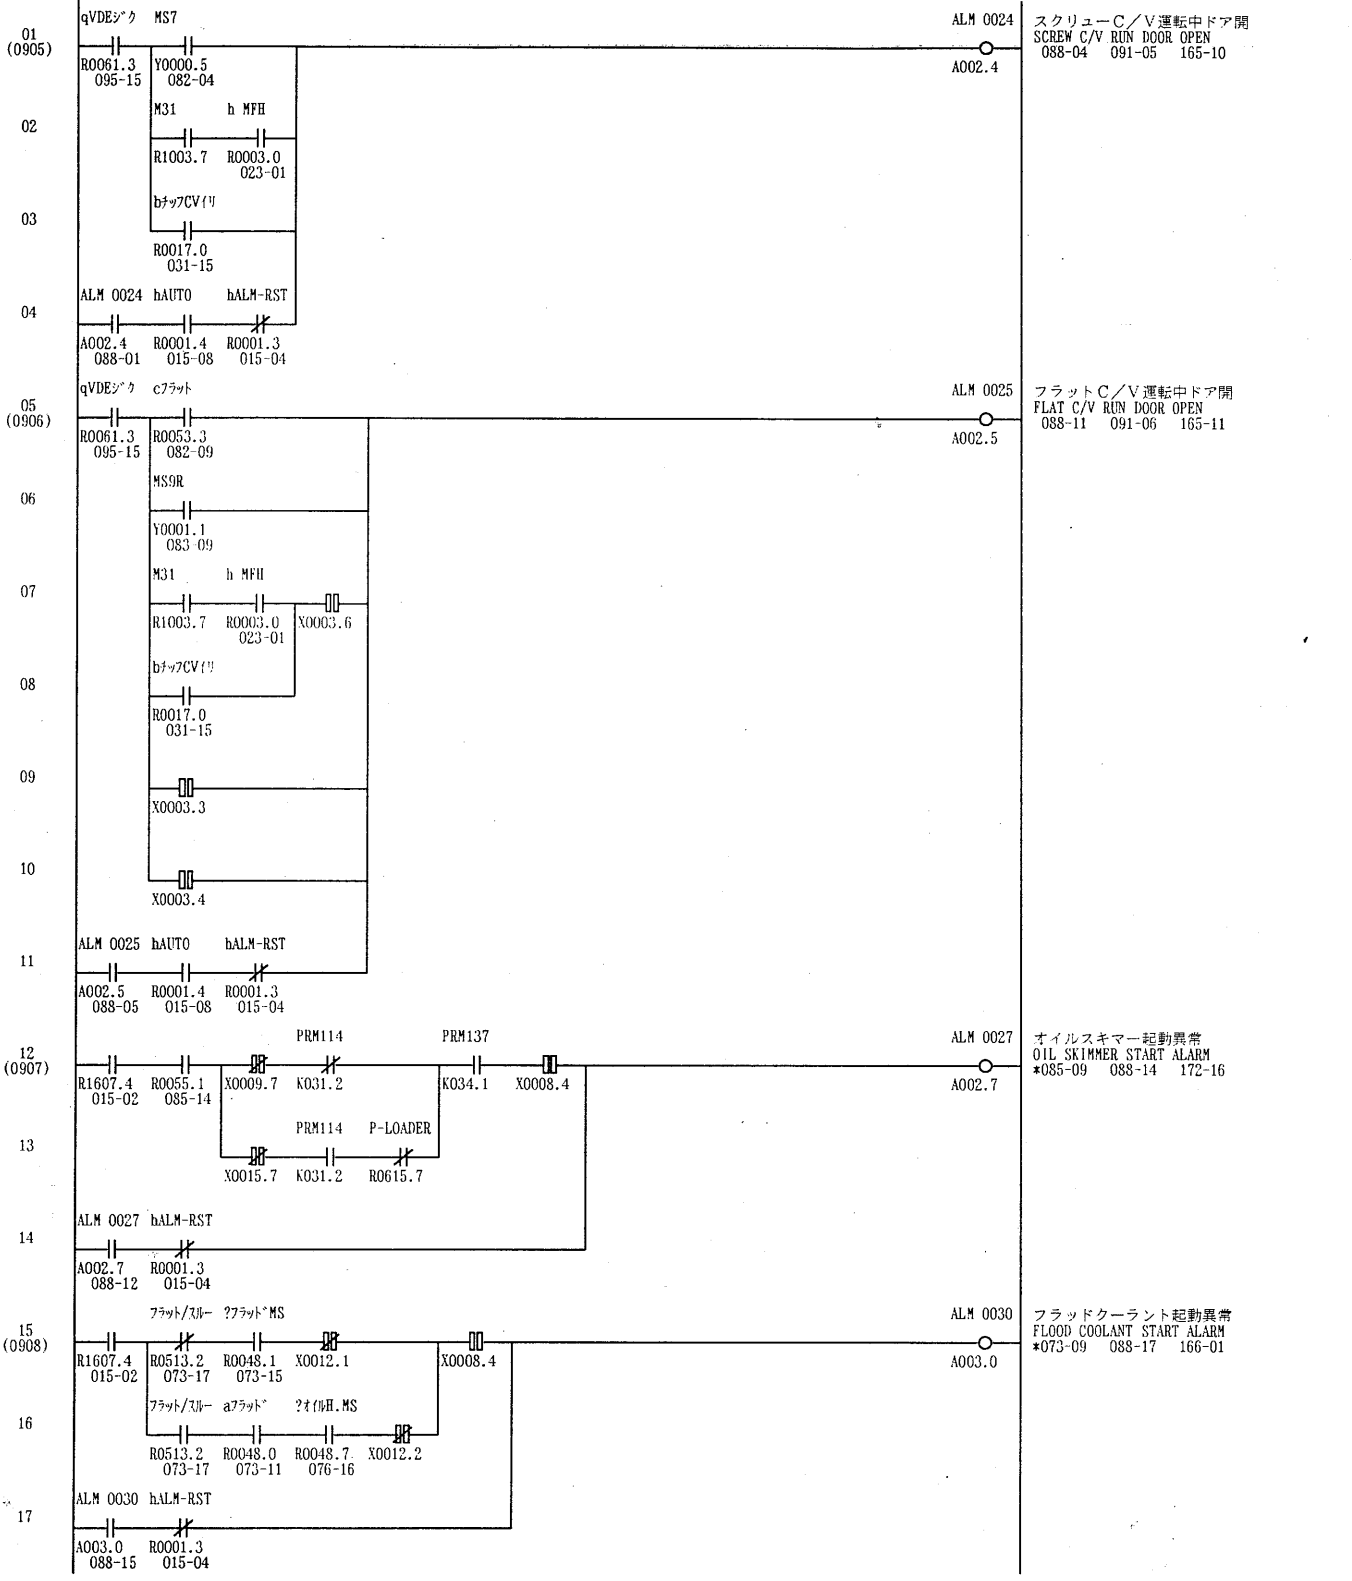 qVDEジク MS7 ALM 0024 スクリューC／V運転中ドア開
01 SCREW C/V RUN DOOR OPEN
(0905) 088-04 091-05 165-10
R0061.3 Y0000.5 A002.4
095-15 082-04
M31 h MFH
02
R1003.7 R0003.0
023-01
bチップCVイリ
03
R0017.0
031-15
ALM 0024 hAUTO hALM-RST
04
A002.4 R0001.4 R0001.3
088-01 015-08 015-04
qVDEジク cフラット ALM 0025 フラットC／V運転中ドア開
05 FLAT C/V RUN DOOR OPEN
(0906) 088-11 091-06 165-11
R0061.3 R0053.3 A002.5
095-15 082-09
MS9R
06
Y0001.1
083-09
M31 h MFH
07
R1003.7 R0003.0 X0003.6
023-01
bチップCVイリ
08
R0017.0
031-15
09
X0003.3
10
X0003.4
ALM 0025 hAUTO hALM-RST
11
A002.5 R0001.4 R0001.3
088-05 015-08 015-04
PRM114 PRM137 ALM 0027 オイルスキマー起動異常
12 OIL SKIMMER START ALARM
(0907) *085-09 088-14 172-16
R1607.4 R0055.1 X0009.7 K031.2 K034.1 X0008.4 A002.7
015-02 085-14
PRM114 P-LOADER
13
X0015.7 K031.2 R0615.7
ALM 0027 hALM-RST
14
A002.7 R0001.3
088-12 015-04
フラット/スルー ?フラッドMS ALM 0030 フラッドクーラント起動異常
15 FLOOD COOLANT START ALARM
(0908) *073-09 088-17 166-01
R1607.4 R0513.2 R0048.1 X0012.1 X0008.4 A003.0
015-02 073-17 073-15
フラット/スルー aフラッド ?オイルH.MS
16
R0513.2 R0048.0 R0048.7 X0012.2
073-17 073-11 076-16
ALM 0030 hALM-RST
17
A003.0 R0001.3
088-15 015-04